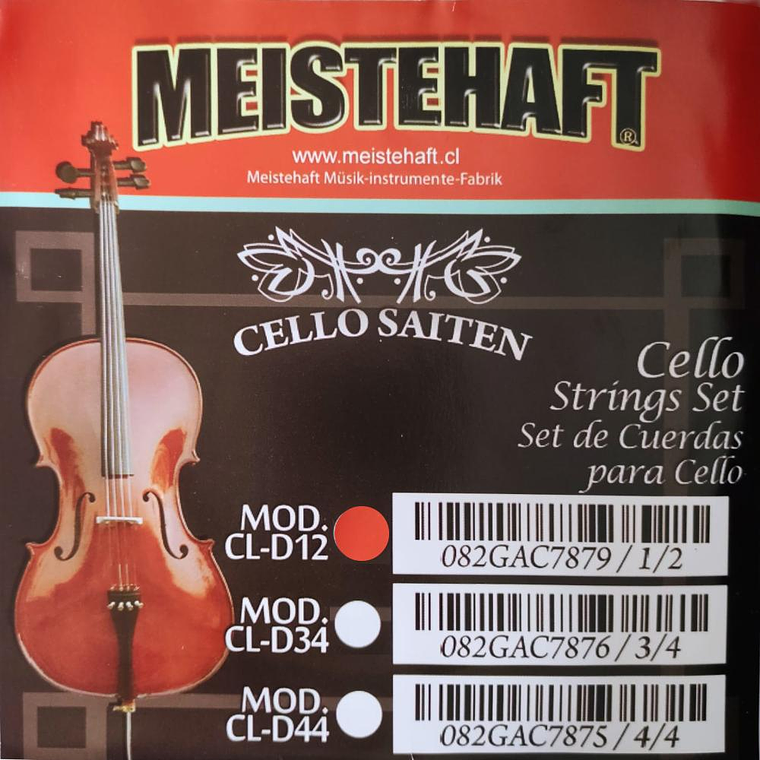 MEISTEHAFT®
www.meistehaft.cl
Meistehaft Müsik-instrumente-Fabrik
CELLO SAITEN
Cello
Strings Set
Set de Cuerdas
para Cello
MOD.
CL-D12
082GAC7879 / 1/2
MOD.
CL-D34
082GAC7876 / 3/4
MOD.
CL-D44
082GAC7875 / 4/4